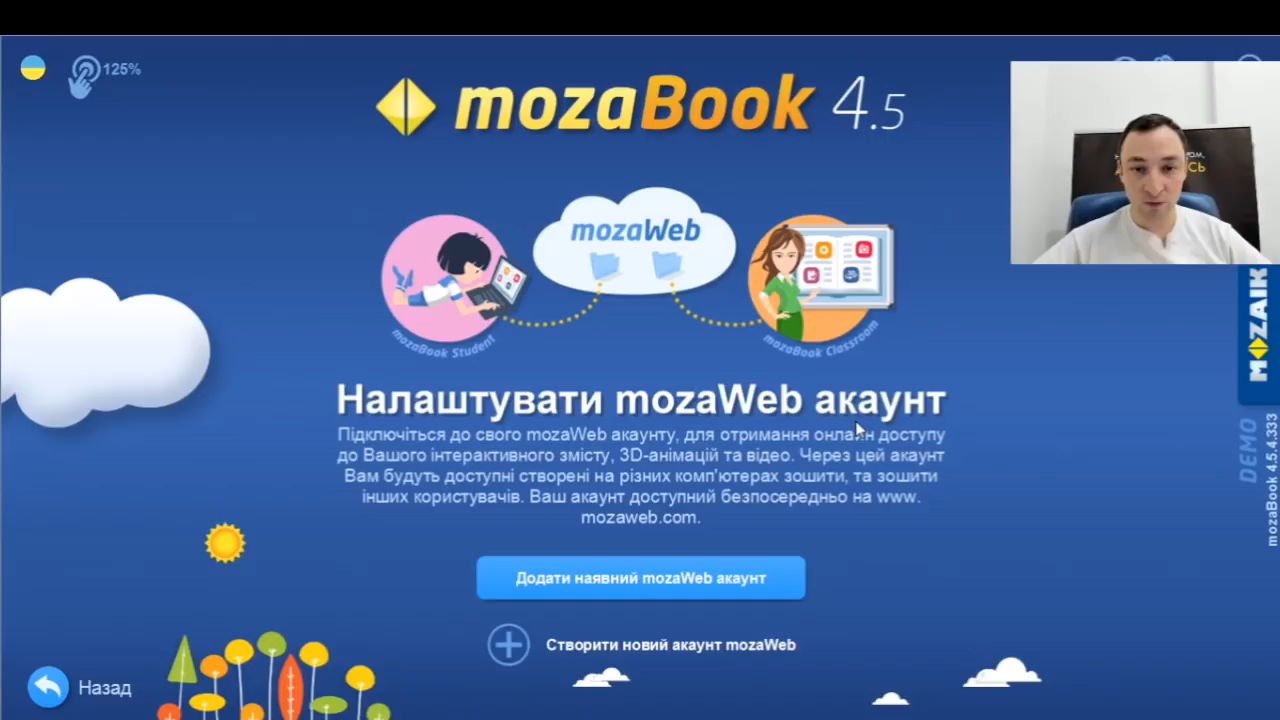 125%
mozaBook 4.5
mozaWeb
mozaBook Student
mozaBook Classroom
Налаштувати mozaWeb акаунт
Підключіться до свого mozaWeb акаунту, для отримання онлайн доступу
до Вашого інтерактивного змісту, 3D-анімацій та відео. Через цей акаунт
Вам будуть доступні створені на різних комп'ютерах зошити, та зошити
інших користувачів. Ваш акаунт доступний безпосередньо на www.
mozaweb.com.
Додати наявний mozaWeb акаунт
Створити новий акаунт mozaWeb
Назад
MOZAIK
DEMO
mozaBook 4.5.4.333